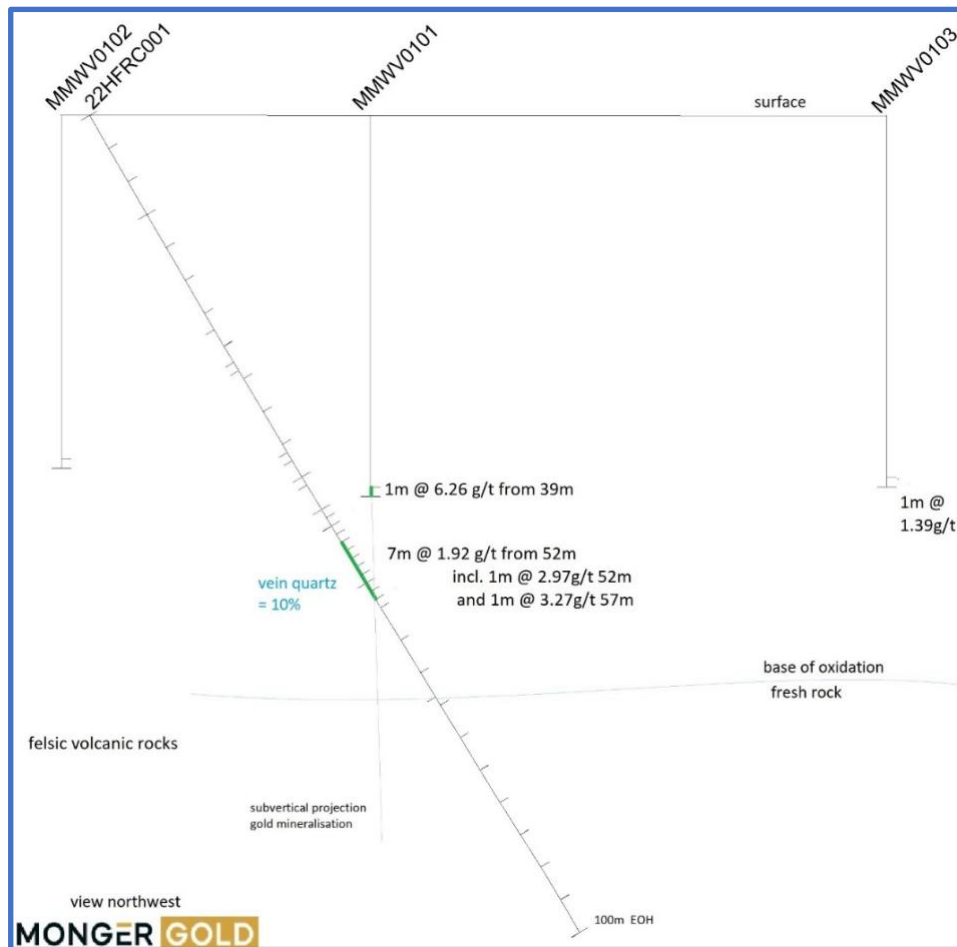 MMWV0102
22HFRC001
MMWV0101
MMWV0103
surface
1m @ 6.26 g/t from 39m
1m @
1.39g/t
7m @ 1.92 g/t from 52m
incl. 1m @ 2.97g/t 52m
and 1m @ 3.27g/t 57m
vein quartz
= 10%
base of oxidation
fresh rock
felsic volcanic rocks
subvertical projection
gold mineralisation
view northwest
100m EOH
MONGER GOLD